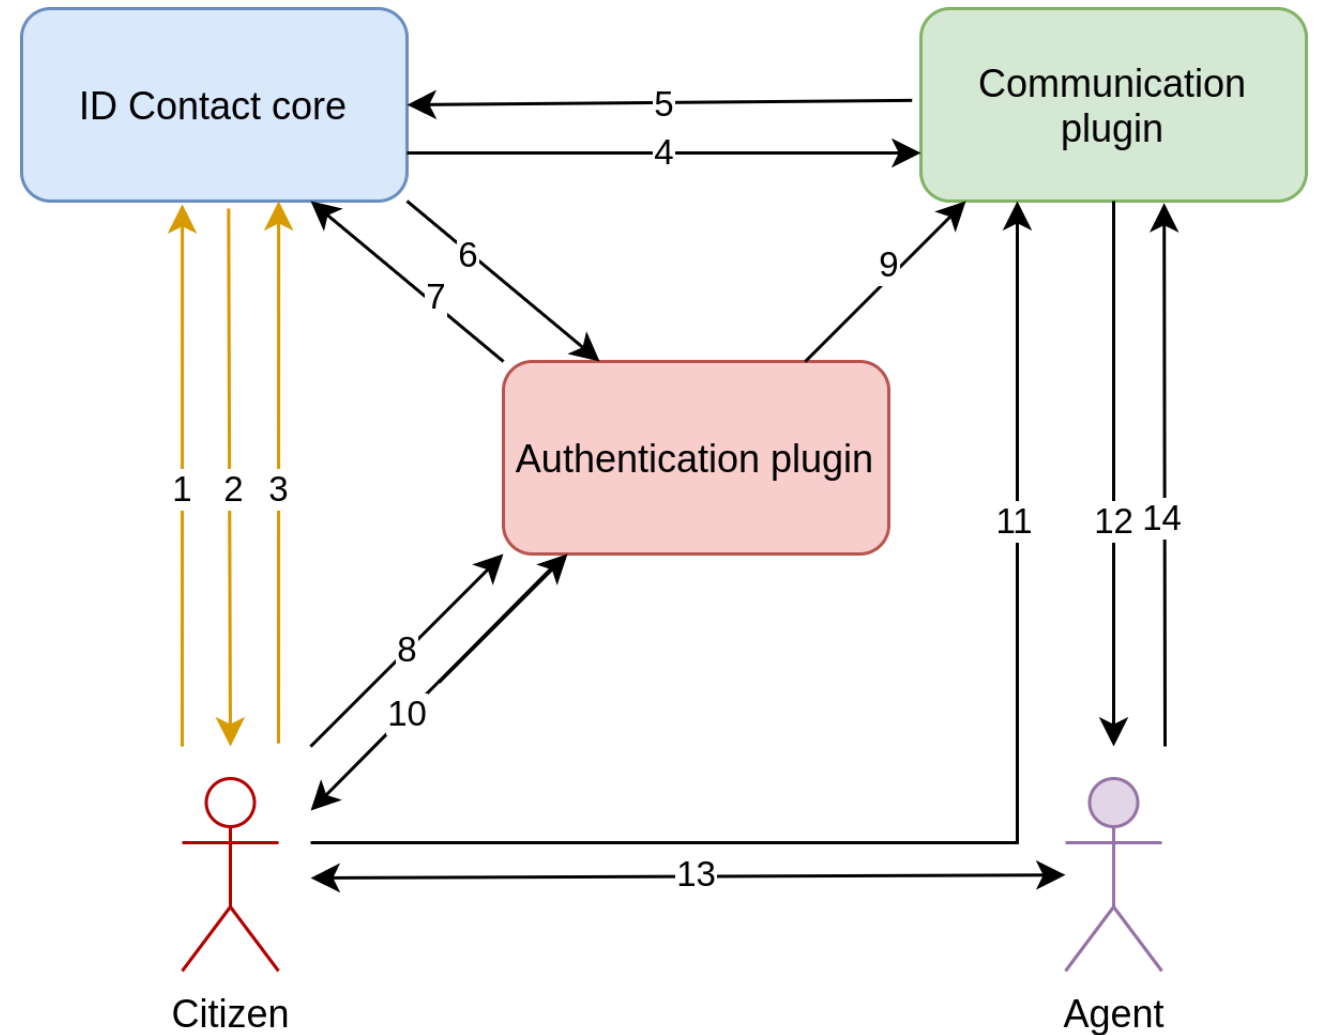 ID Contact core
Communication
plugin
5
4
6
9
7
Authentication plugin
1
2
3
11
12
14
8
10
13
Citizen
Agent